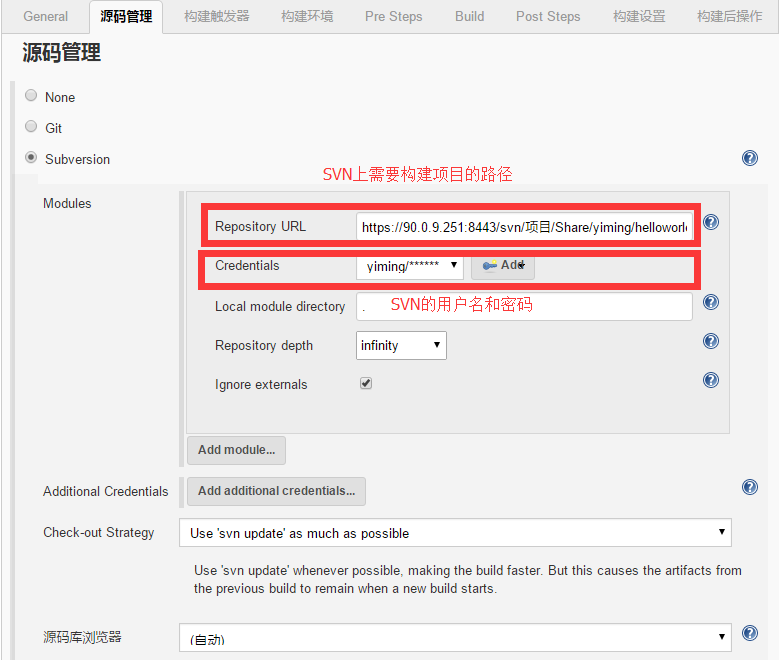 General 源码管理 构建触发器 构建环境 Pre Steps Build Post Steps 构建设置 构建后操作
源码管理
None
Git
Subversion
SVN上需要构建项目的路径
Modules
Repository URL https://90.0.9.251:8443/svn/项目/Share/yiming/helloworl
Credentials yiming/****** Add
Local module directory . SVN的用户名和密码
Repository depth infinity
Ignore externals
Add module...
Additional Credentials Add additional credentials...
Check-out Strategy Use 'svn update' as much as possible
Use 'svn update' whenever possible, making the build faster. But this causes the artifacts from
the previous build to remain when a new build starts.
源码库浏览器 (自动)